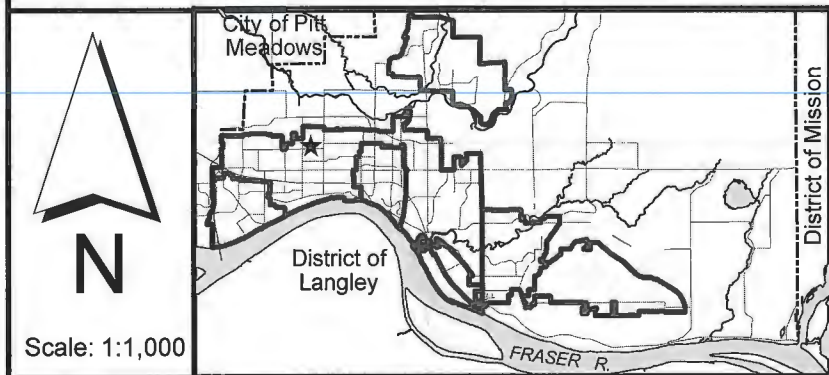 N
Scale: 1:1,000
City of Pitt
Meadows
District of
Langley
FRASER R.
District of Mission